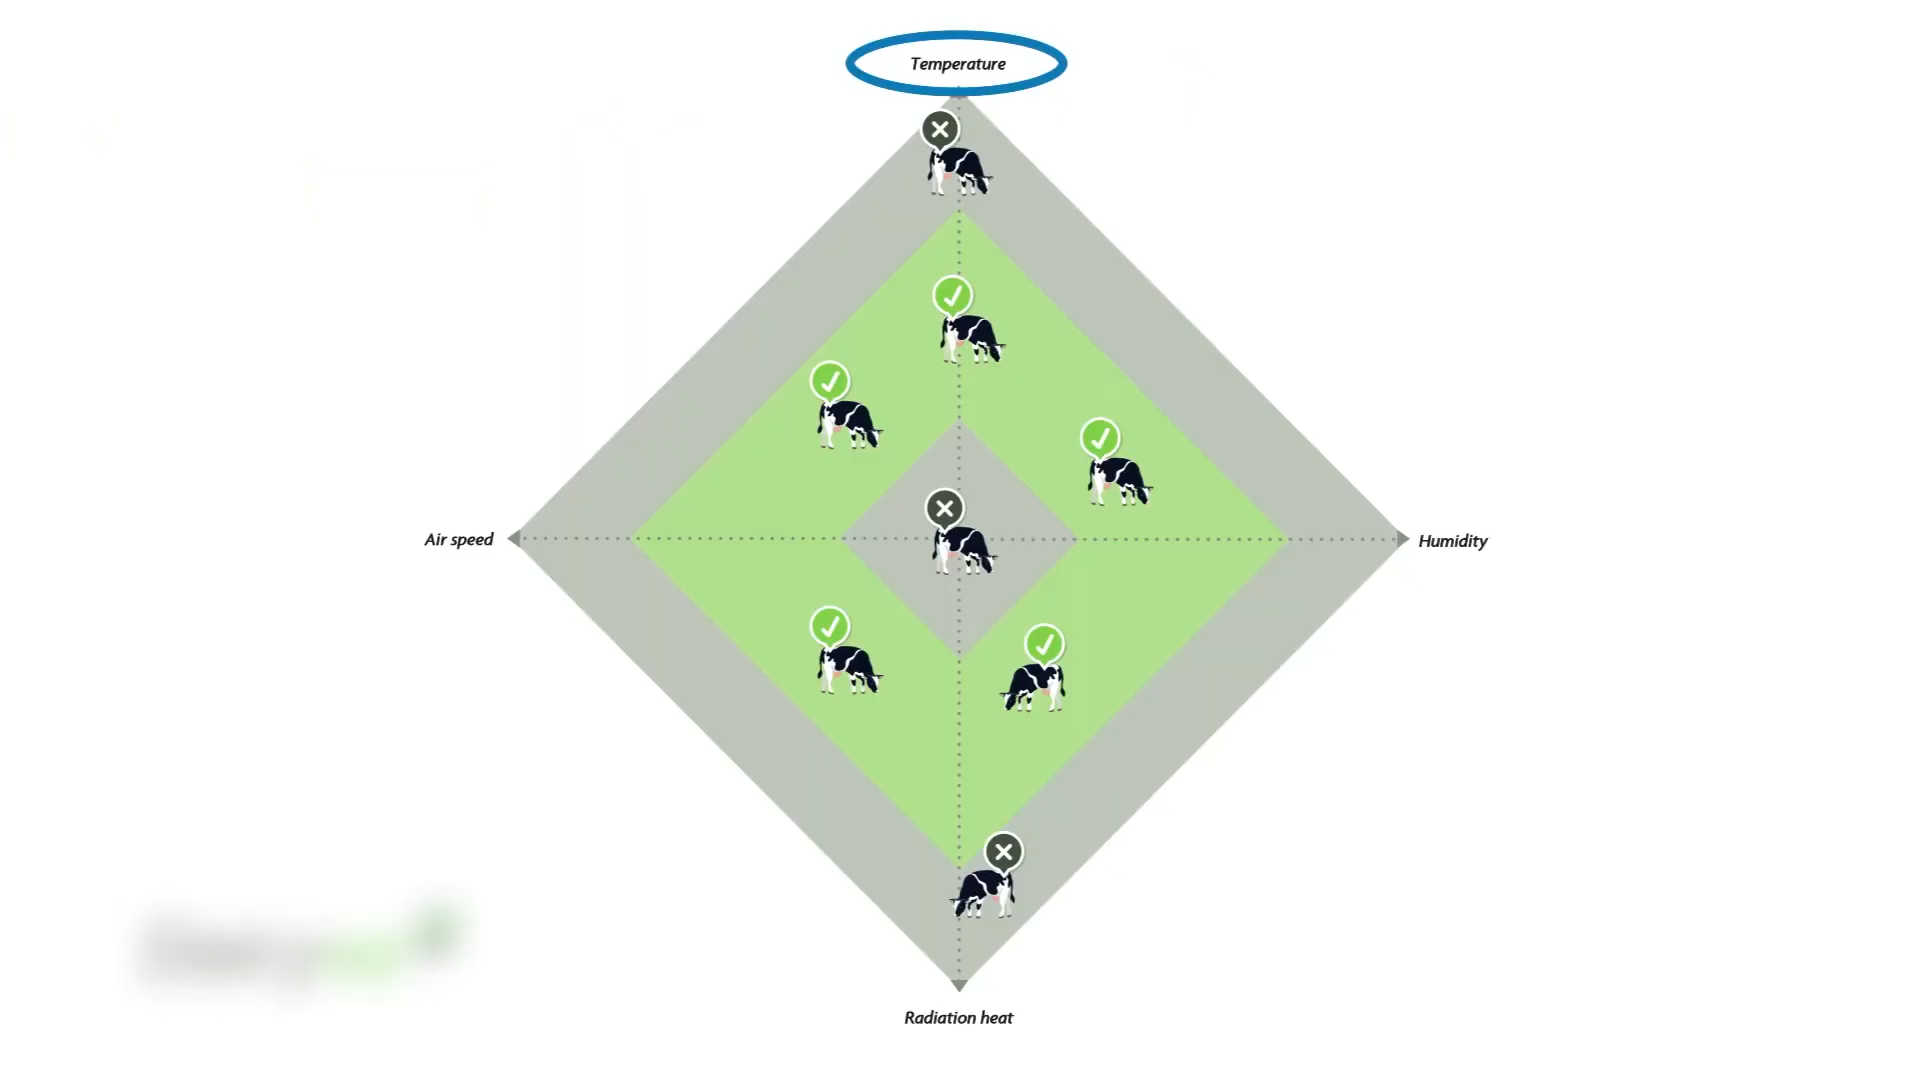 Temperature
Air speed
Humidity
Radiation heat